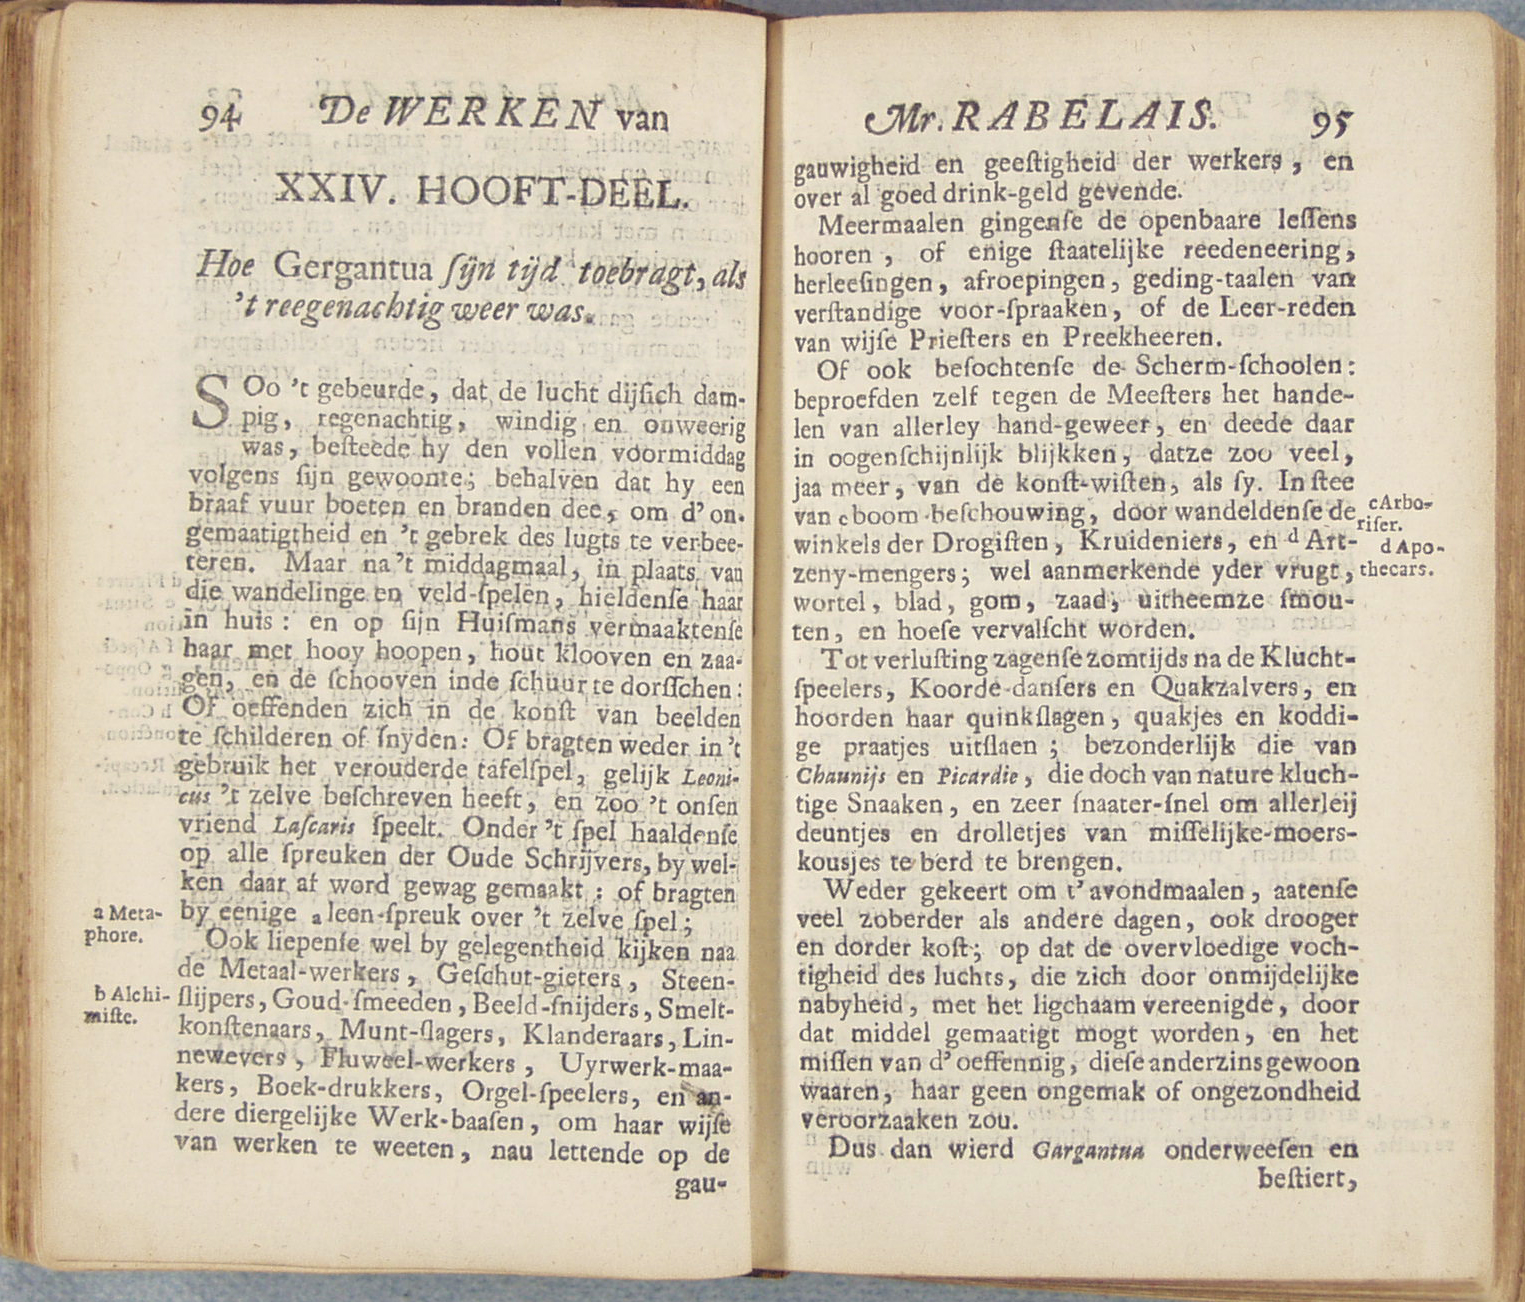 94 De WERKEN van
XXIV. HOOFT-DEEL.
Hoe Gergantua ſijn tijd toebragt, als
't reegenachtig weer was.
SOo 't gebeurde, dat de lucht dijſich dam-
pig, regenachtig, windig en onweerig
was, beſteede hy den vollen voormiddag
volgens ſijn gewoonte; behalven dat hy een
braaf vuur boeten en branden dee, om d' on-
gemaatigtheid en 't gebrek des lugts te verbee-
teren. Maar na 't middagmaal, in plaats van
die wandelinge en veld-ſpelen, hieldenſe haar
in huis: en op ſijn Huiſmans vermaaktenſe
haar met hooy hoopen, hout klooven en zaa-
gen, en de ſchooven inde ſchuur te dorſſchen:
Of oeffenden zich in de konſt van beelden
te ſchilderen of ſnyden: Of bragten weder in 't
gebruik het verouderde tafelſpel, gelijk Leoni-
cus 't zelve beſchreven heeft, en zoo 't onſen
vriend Laſcaris ſpeelt. Onder 't ſpel haaldenſe
op alle ſpreuken der Oude Schrijvers, by wel-
ken daar af word gewag gemaakt: of bragten
by eenige a leen-ſpreuk over 't zelve ſpel;
a Meta-
phore.
Ook liepenſe wel by gelegentheid kijken naa
de Metaal-werkers, Geſchut-gieters, Steen-
ſlijpers, Goud-ſmeeden, Beeld-ſnijders, Smelt-
b Alchi-
miſte.
konſtenaars, Munt-ſlagers, Klanderaars, Lin-
newevers, Fluweel-werkers, Uyrwerk-maa-
kers, Boek-drukkers, Orgel-ſpeelers, en an-
dere diergelijke Werk-baaſen, om haar wijſe
van werken te weeten, nau lettende op de
gau-
Mr. RABELAIS. 95
gauwigheid en geeſtigheid der werkers, en
over al goed drink-geld gevende.
Meermaalen gingenſe de openbaare leſſens
hooren, of enige ſtaatelijke reedeneering,
herleeſingen, afroepingen, geding-taalen van
verſtandige voor-ſpraaken, of de Leer-reden
van wijſe Prieſters en Preekheeren.
Of ook beſochtenſe de Scherm-ſchoolen:
beproefden zelf tegen de Meeſters het hande-
len van allerley hand-geweer, en deede daar
in oogenſchijnlijk blijkken, datze zoo veel,
jaa meer, van de konſt-wiſten, als ſy. In ſtee
van c boom-beſchouwing, door wandeldenſe de
c Arbo-
riſer.
winkels der Drogiſten, Kruideniers, en d Art-
d Apo-
thecars.
zeny-mengers; wel aanmerkende yder vrugt,
wortel, blad, gom, zaad, uitheemze ſmou-
ten, en hoeſe vervalſcht worden.
Tot verluſting zagenſe zomtijds na de Klucht-
ſpeelers, Koorde-danſers en Quakzalvers, en
hoorden haar quinkſlagen, quakjes en koddi-
ge praatjes uitſlaen; bezonderlijk die van
Chaunijs en Picardie, die doch van nature kluch-
tige Snaaken, en zeer ſnaater-ſnel om allerleij
deuntjes en drolletjes van miſſelijke-moers-
kousjes te berd te brengen.
Weder gekeert om t' avondmaalen, aatenſe
veel zoberder als andere dagen, ook drooger
en dorder koſt; op dat de overvloedige voch-
tigheid des luchts, die zich door onmijdelijke
nabyheid, met het ligchaam vereenigde, door
dat middel gemaatigt mogt worden, en het
miſſen van d' oeffennig, dieſe anderzins gewoon
waaren, haar geen ongemak of ongezondheid
veroorzaaken zou.
Dus dan wierd Gargantua onderweeſen en
beſtiert,